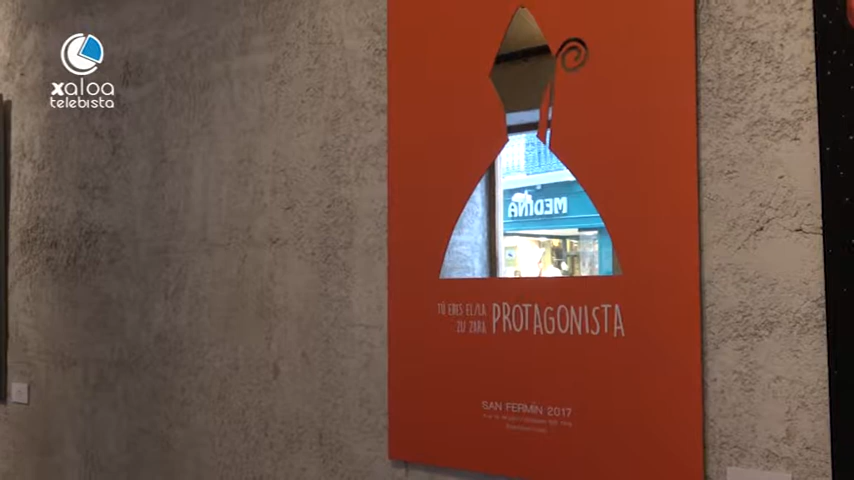 xaloa
telebista
MEDINA
TÚ ERES EL/LA
ZU ZARA
PROTAGONISTA
SAN FERMÍN 2017